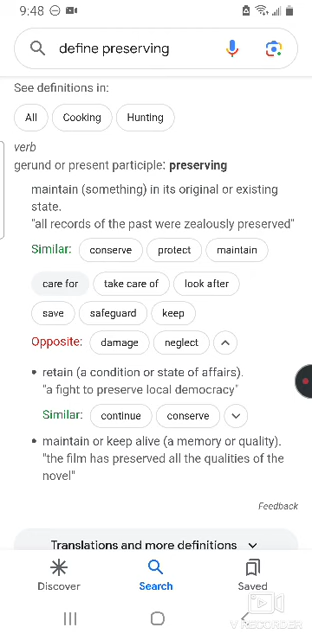 9:48
define preserving
See definitions in:
All Cooking Hunting
verb
gerund or present participle: preserving
maintain (something) in its original or existing
state.
"all records of the past were zealously preserved"
Similar: conserve protect maintain
care for take care of look after
save safeguard keep
Opposite: damage neglect
• retain (a condition or state of affairs).
"a fight to preserve local democracy"
Similar: continue conserve
• maintain or keep alive (a memory or quality).
"the film has preserved all the qualities of the
novel"
Feedback
Translations and more definitions
Discover Search Saved
V RECORDER